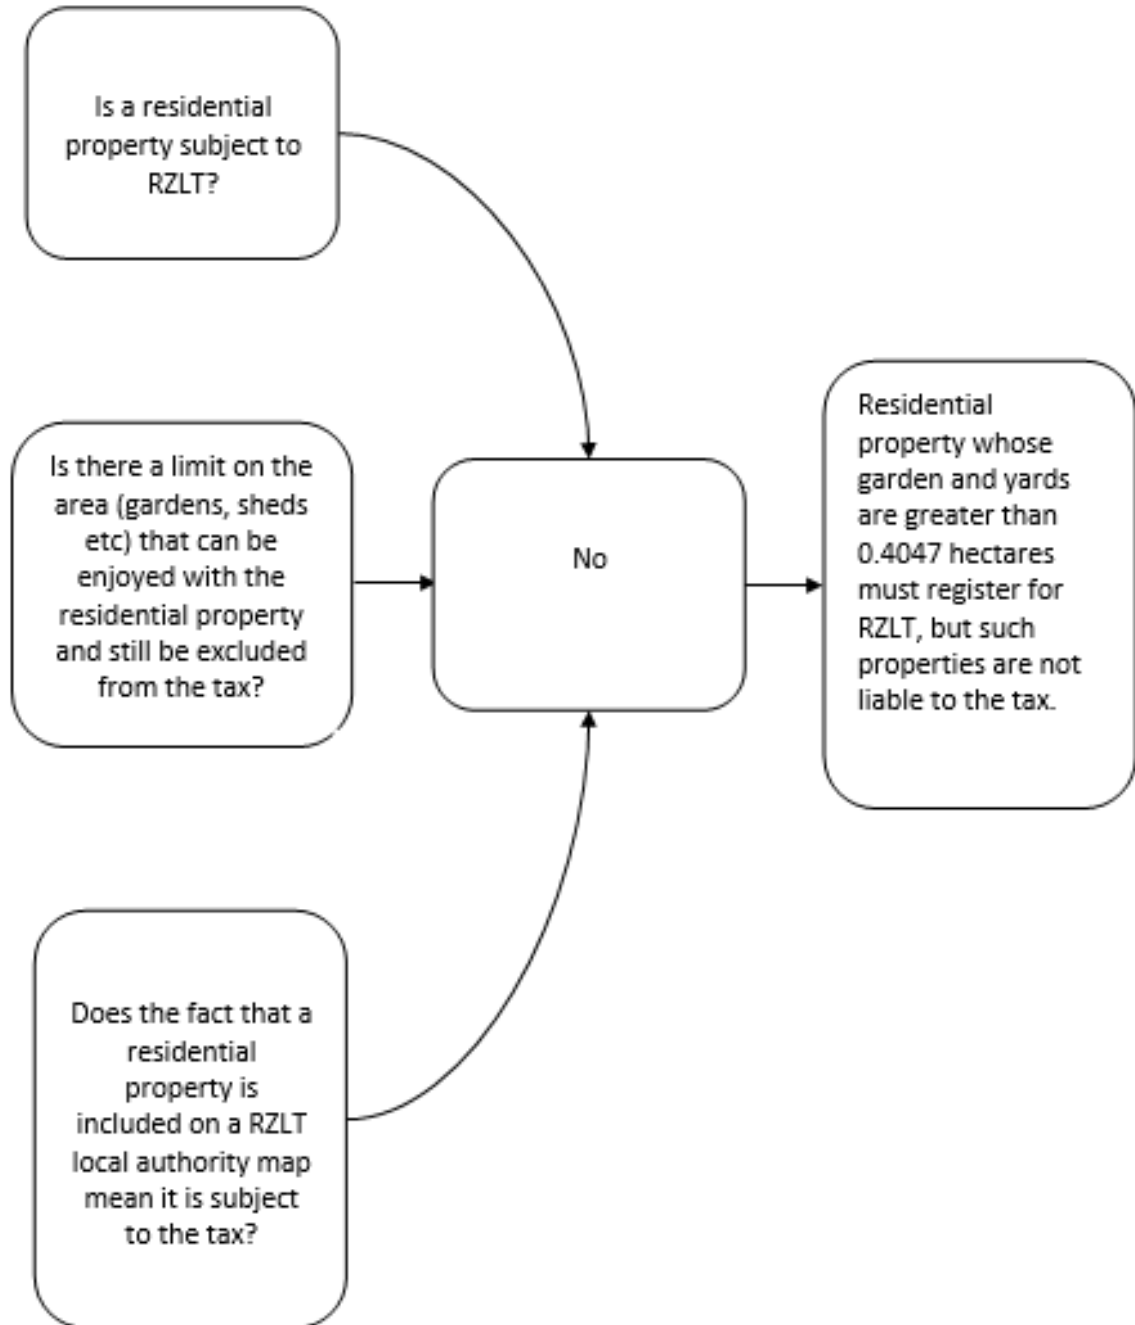 Is a residential
property subject to
RZLT?
Is there a limit on the
area (gardens, sheds
etc) that can be
enjoyed with the
residential property
and still be excluded
from the tax?
Does the fact that a
residential
property is
included on a RZLT
local authority map
mean it is subject
to the tax?
No
Residential
property whose
garden and yards
are greater than
0.4047 hectares
must register for
RZLT, but such
properties are not
liable to the tax.